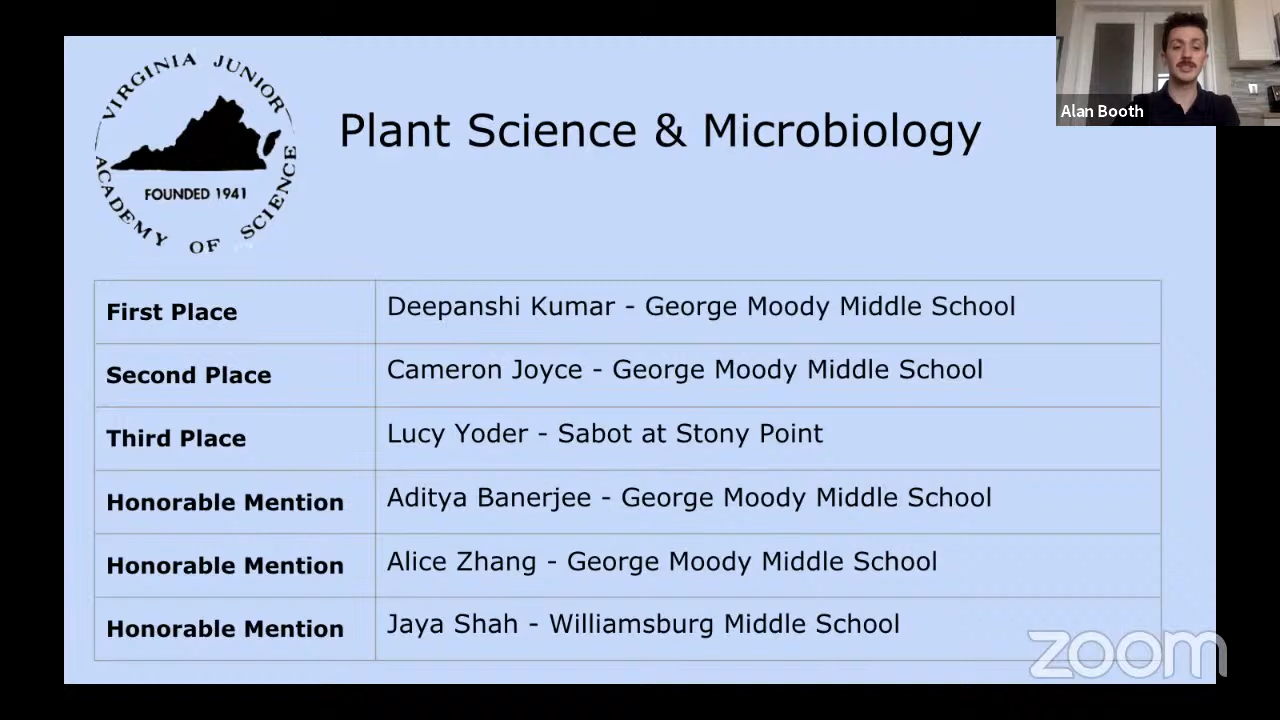 VIRGINIA JUNIOR
ACADEMY OF SCIENCE
FOUNDED 1941
Plant Science & Microbiology
Alan Booth
First Place Deepanshi Kumar - George Moody Middle School
Second Place Cameron Joyce - George Moody Middle School
Third Place Lucy Yoder - Sabot at Stony Point
Honorable Mention Aditya Banerjee - George Moody Middle School
Honorable Mention Alice Zhang - George Moody Middle School
Honorable Mention Jaya Shah - Williamsburg Middle School
zoom